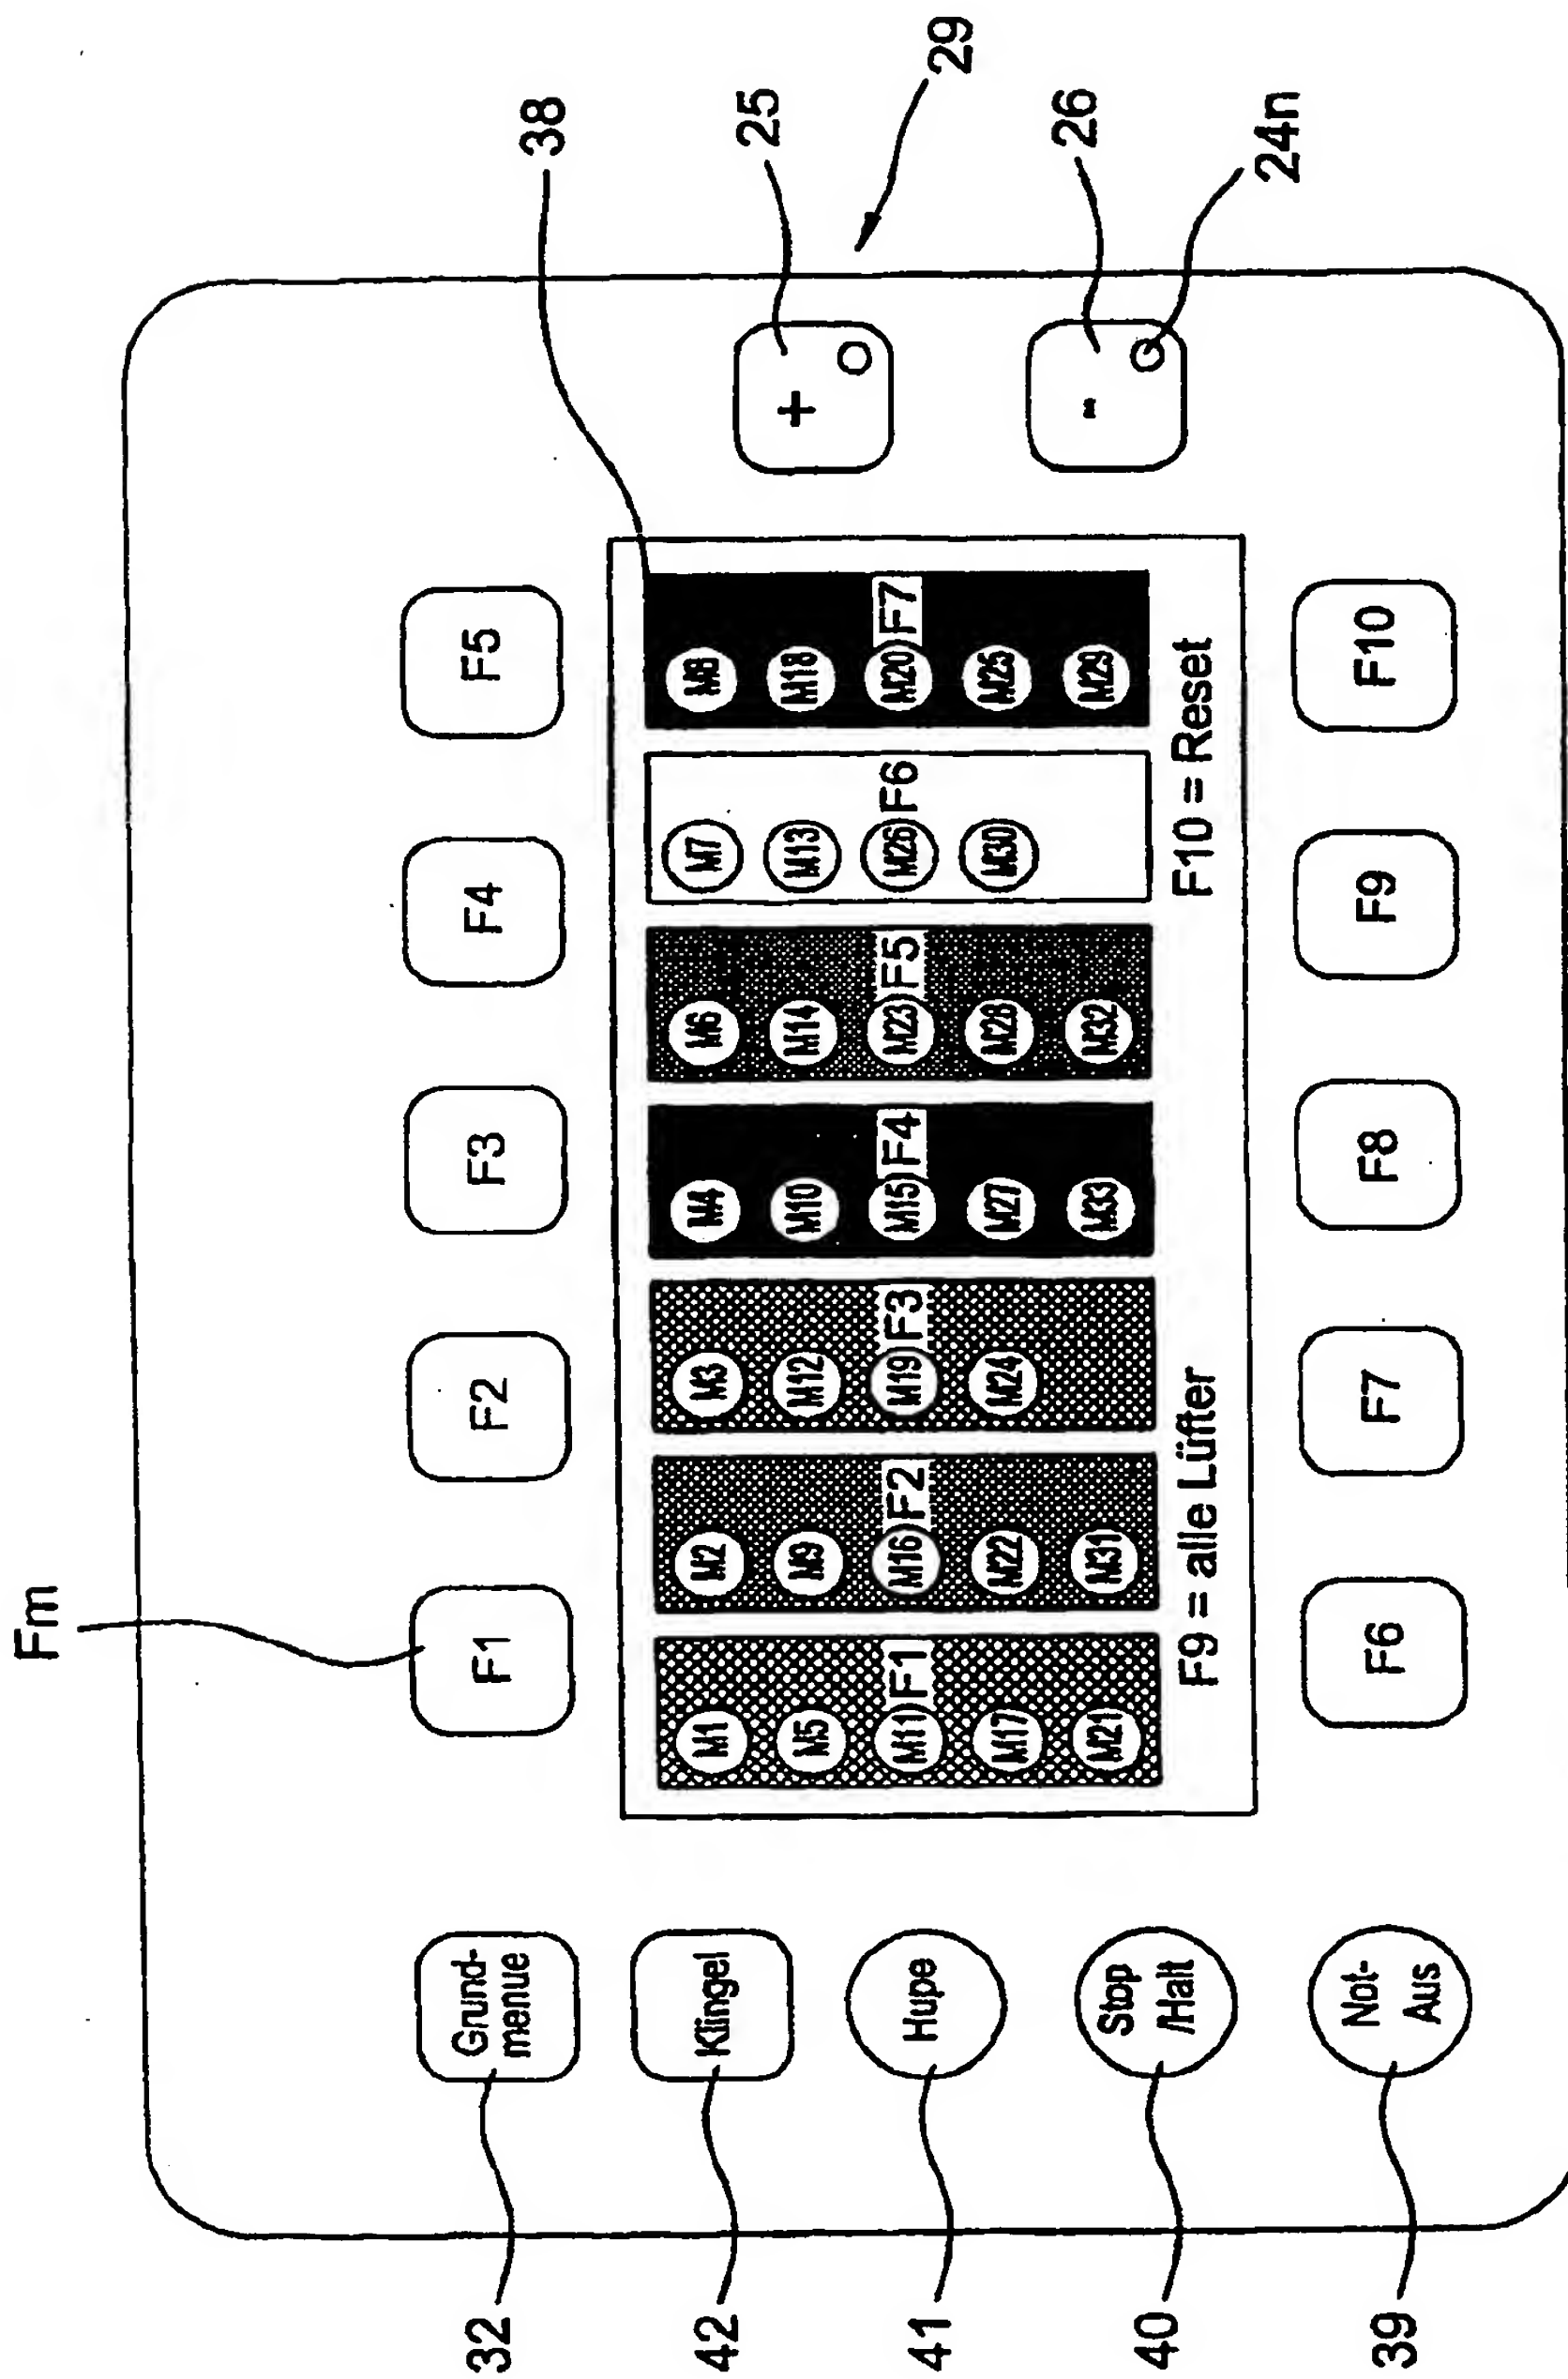 Fm
32
Grund-
menue
F1 F2 F3 F4 F5
38
42
Klingel
M1 M2 M3 M4 M6 M7 M8
25
+
M5 M9 M12 M10 M14 M13 M18
41
Hupe
M11 F1 M16 F2 M19 F3 M15 F4 M23 F5 M26 F6 M20 F7
29
M17 M22 M24 M27 M28 M30 M25
26
-
M21 M31 M33 M32 M29
40
Stop
/Halt
F9 = alle Lüfter F10 = Reset
24n
39
Not-
Aus
F6 F7 F8 F9 F10